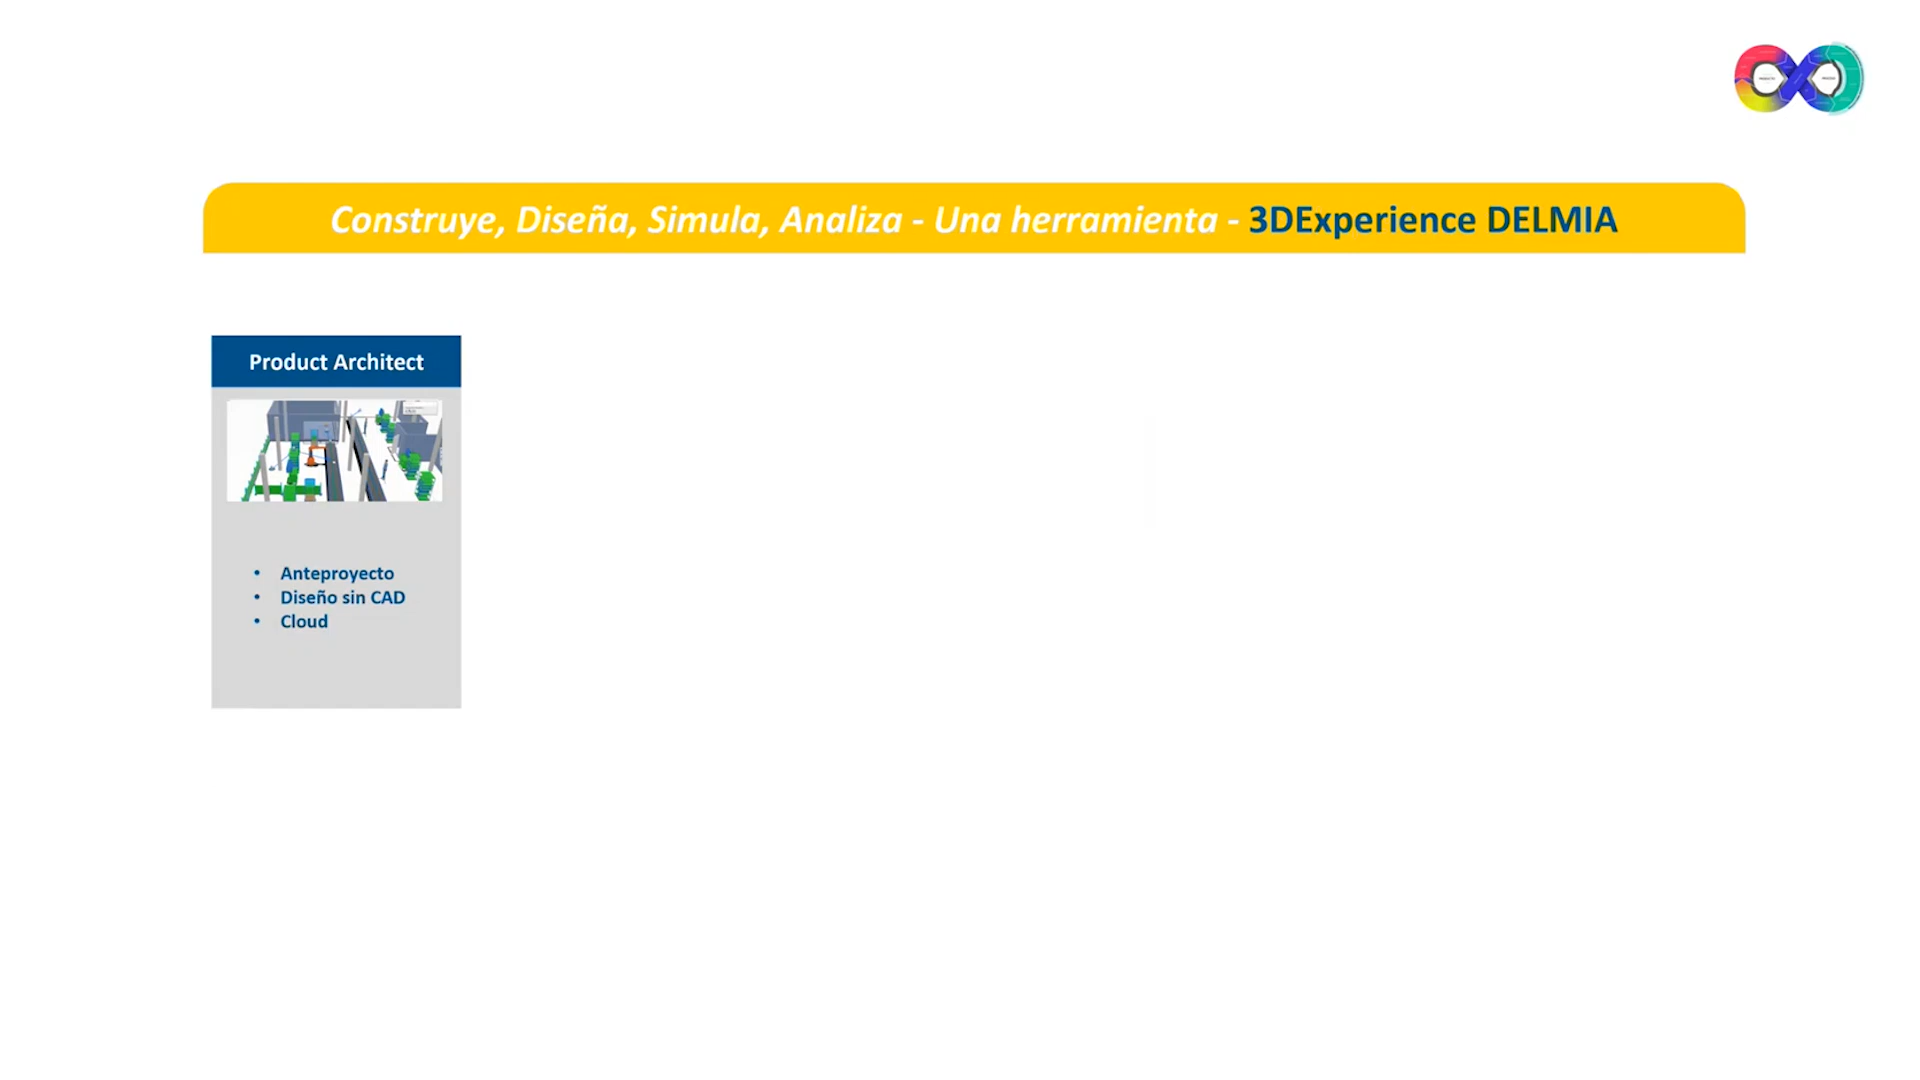 Construye, Diseña, Simula, Analiza - Una herramienta - 3DExperience DELMIA
Product Architect
• Anteproyecto
• Diseño sin CAD
• Cloud